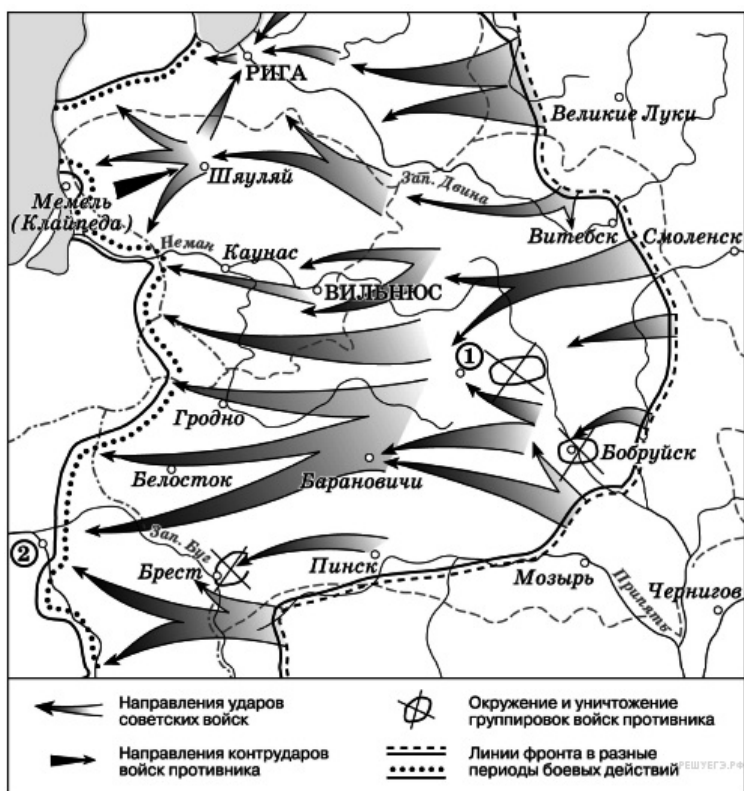 РИГА
Великие Луки
Шяуляй
Зап. Двина
Мемель
(Клайпеда)
Витебск
Смоленск
Неман
Каунас
ВИЛЬНЮС
1
Гродно
Бобруйск
Белосток
Барановичи
2
Зап. Буг
Брест
Пинск
Мозырь
Припять
Чернигов
Направления ударов
советских войск
Окружение и уничтожение
группировок войск противника
Направления контрударов
войск противника
Линии фронта в разные
периоды боевых действий
РЕШУЕГЭ.РФ